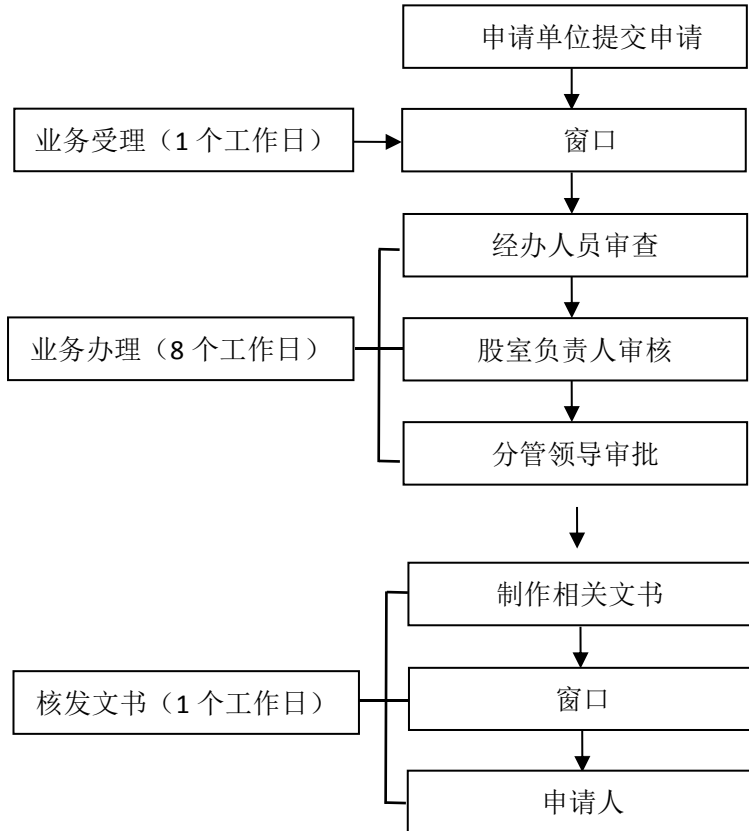 申请单位提交申请
业务受理（1 个工作日）
窗口
经办人员审查
业务办理（8 个工作日）
股室负责人审核
分管领导审批
制作相关文书
核发文书（1 个工作日）
窗口
申请人